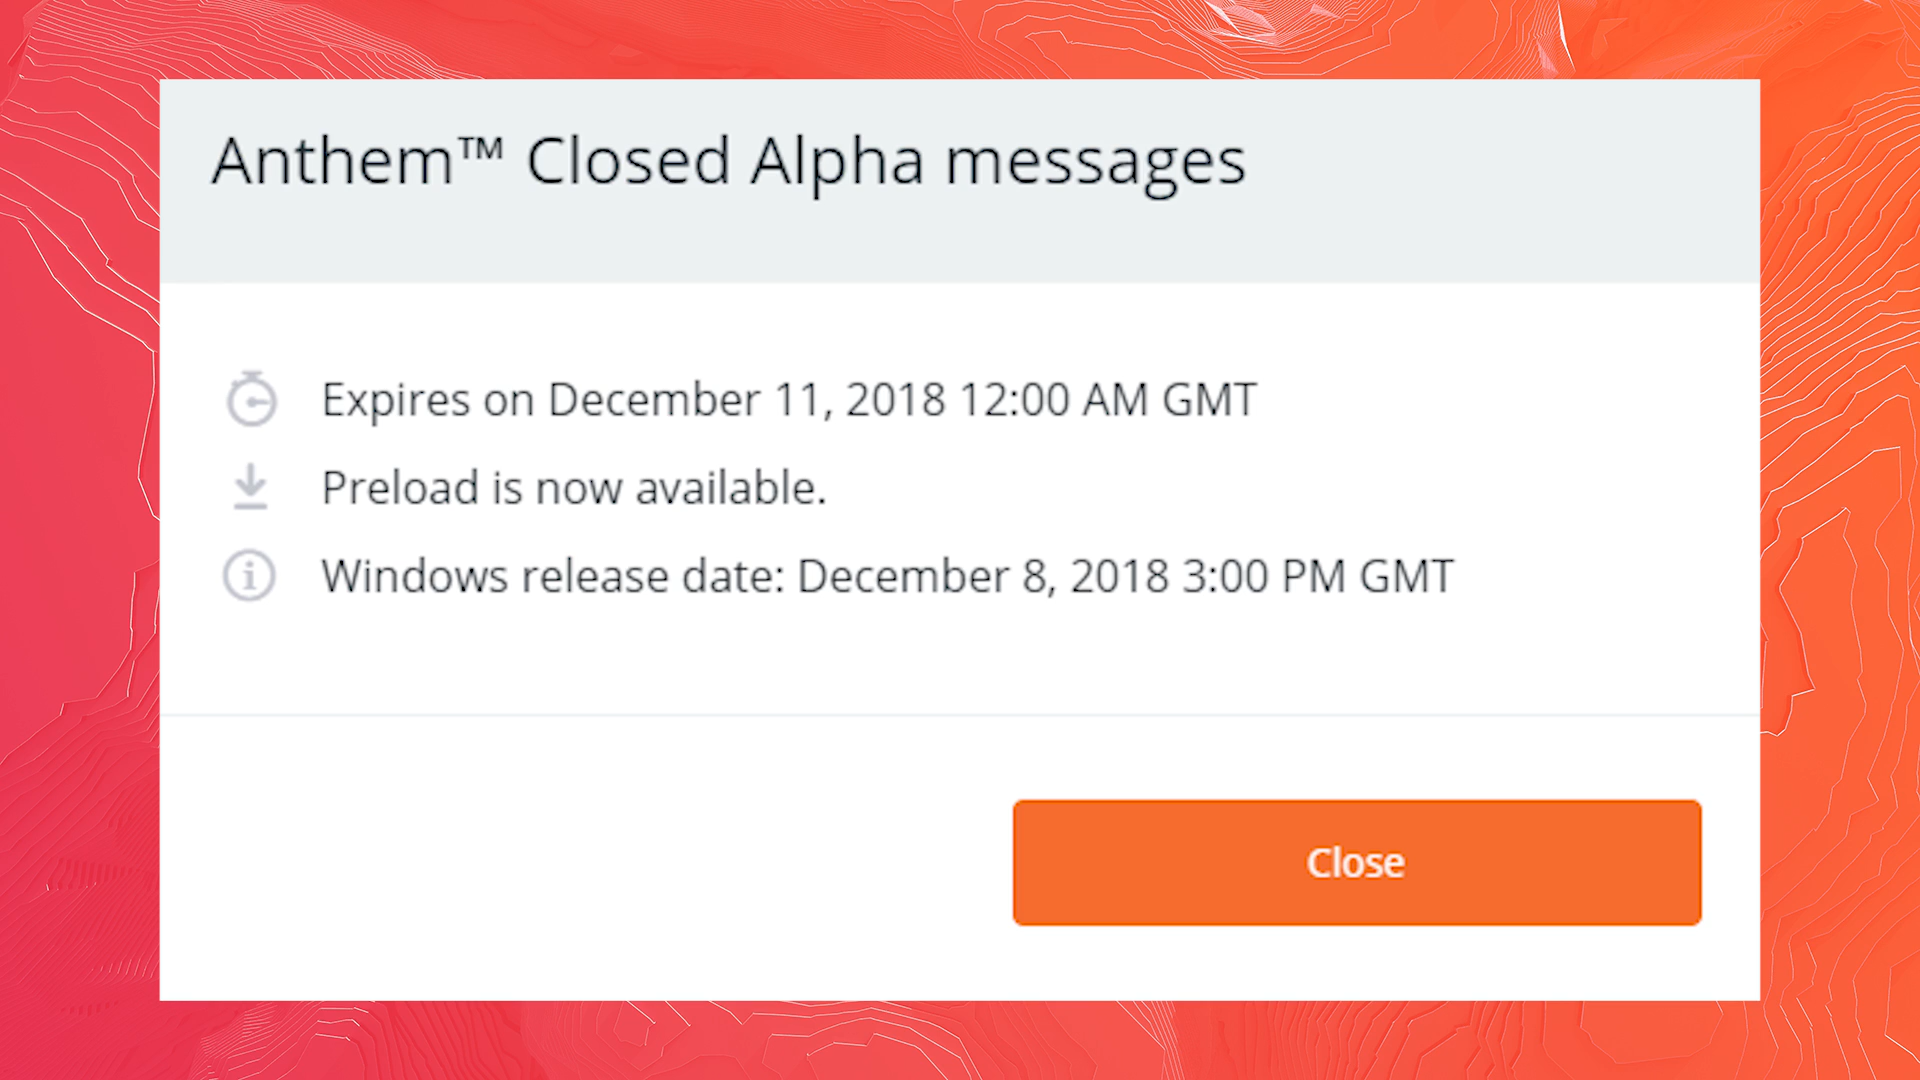 Anthem™ Closed Alpha messages
Expires on December 11, 2018 12:00 AM GMT
Preload is now available.
Windows release date: December 8, 2018 3:00 PM GMT
Close